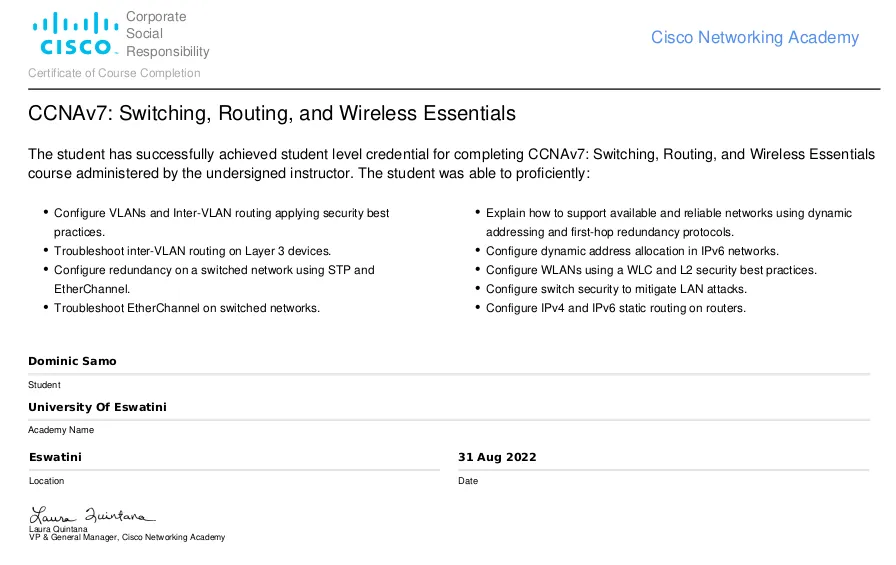 CISCO
Corporate
Social
Responsibility
Cisco Networking Academy
Certificate of Course Completion
CCNAv7: Switching, Routing, and Wireless Essentials
The student has successfully achieved student level credential for completing CCNAv7: Switching, Routing, and Wireless Essentials
course administered by the undersigned instructor. The student was able to proficiently:
• Configure VLANs and Inter-VLAN routing applying security best
practices.
• Troubleshoot inter-VLAN routing on Layer 3 devices.
• Configure redundancy on a switched network using STP and
EtherChannel.
• Troubleshoot EtherChannel on switched networks.
• Explain how to support available and reliable networks using dynamic
addressing and first-hop redundancy protocols.
• Configure dynamic address allocation in IPv6 networks.
• Configure WLANs using a WLC and L2 security best practices.
• Configure switch security to mitigate LAN attacks.
• Configure IPv4 and IPv6 static routing on routers.
Dominic Samo
Student
University Of Eswatini
Academy Name
Eswatini
Location
31 Aug 2022
Date
Laura Quintana
Laura Quintana
VP & General Manager, Cisco Networking Academy